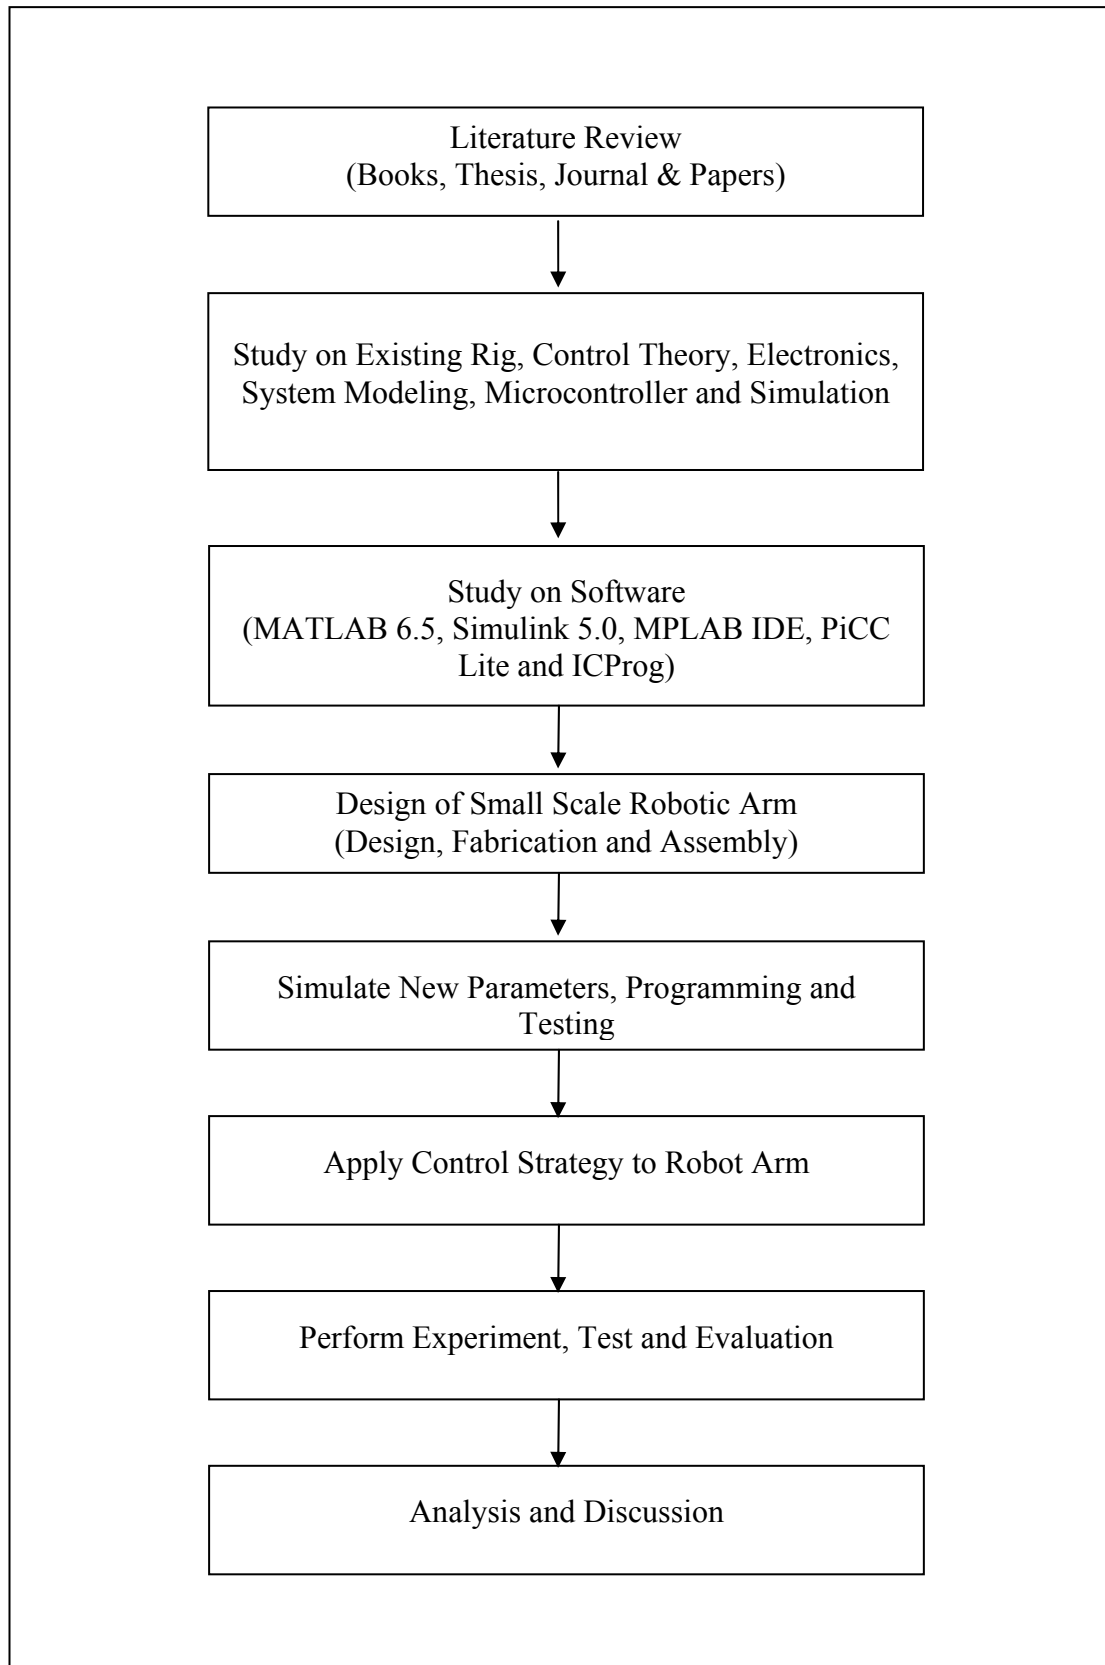 Literature Review
(Books, Thesis, Journal & Papers)
Study on Existing Rig, Control Theory, Electronics,
System Modeling, Microcontroller and Simulation
Study on Software
(MATLAB 6.5, Simulink 5.0, MPLAB IDE, PiCC
Lite and ICProg)
Design of Small Scale Robotic Arm
(Design, Fabrication and Assembly)
Simulate New Parameters, Programming and
Testing
Apply Control Strategy to Robot Arm
Perform Experiment, Test and Evaluation
Analysis and Discussion